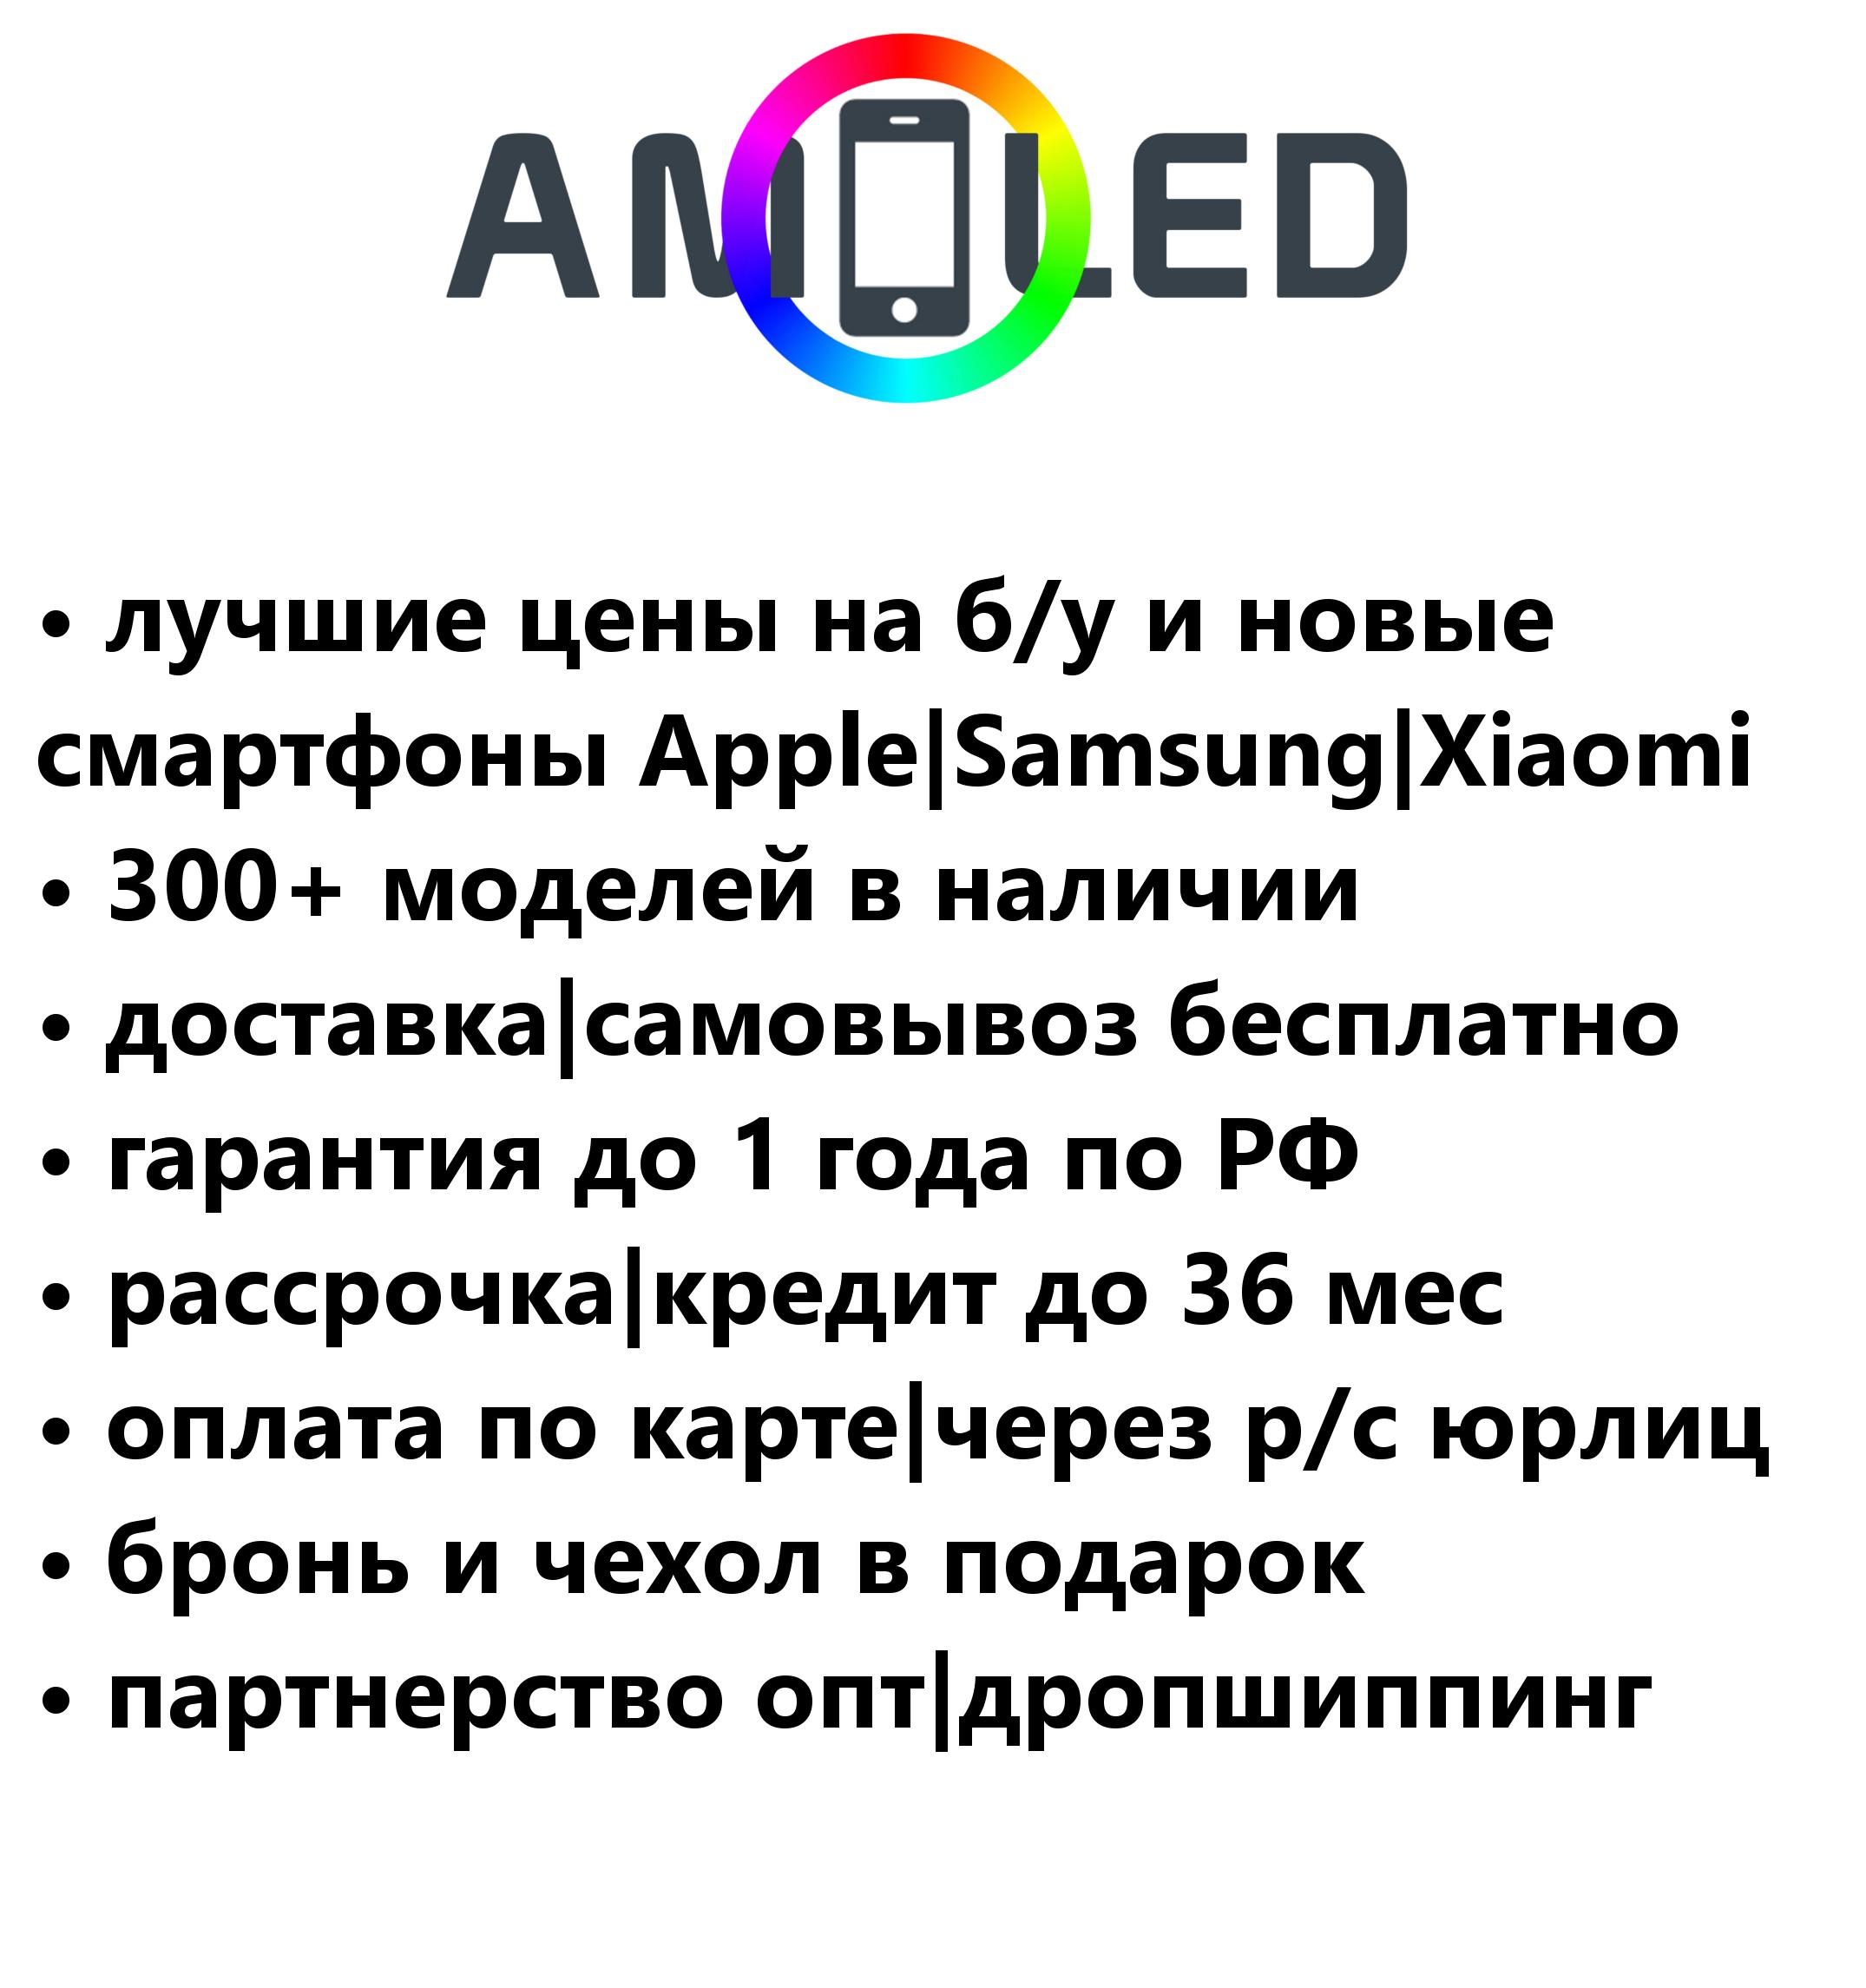 AMOLED
• лучшие цены на б/у и новые
смартфоны Apple|Samsung|Xiaomi
• 300+ моделей в наличии
• доставка|самовывоз бесплатно
• гарантия до 1 года по РФ
• рассрочка|кредит до 36 мес
• оплата по карте|через р/с юрлиц
• бронь и чехол в подарок
• партнерство опт|дропшиппинг